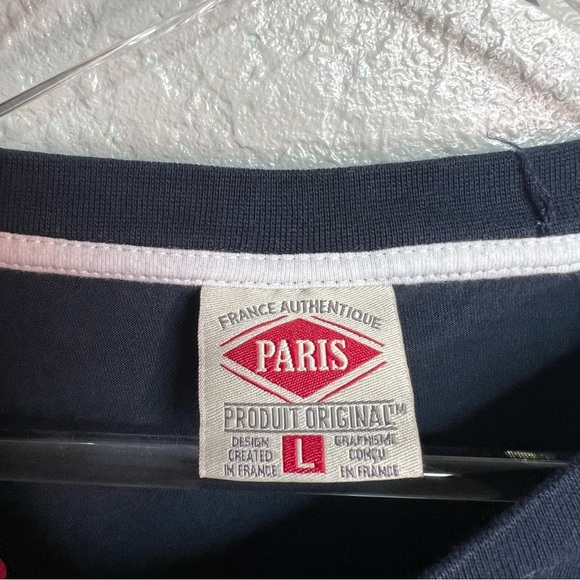 FRANCE AUTHENTIQUE
PARIS
PRODUIT ORIGINAL™
DESIGN CREATED IN FRANCE
L
GRAPHISME CONÇU EN FRANCE